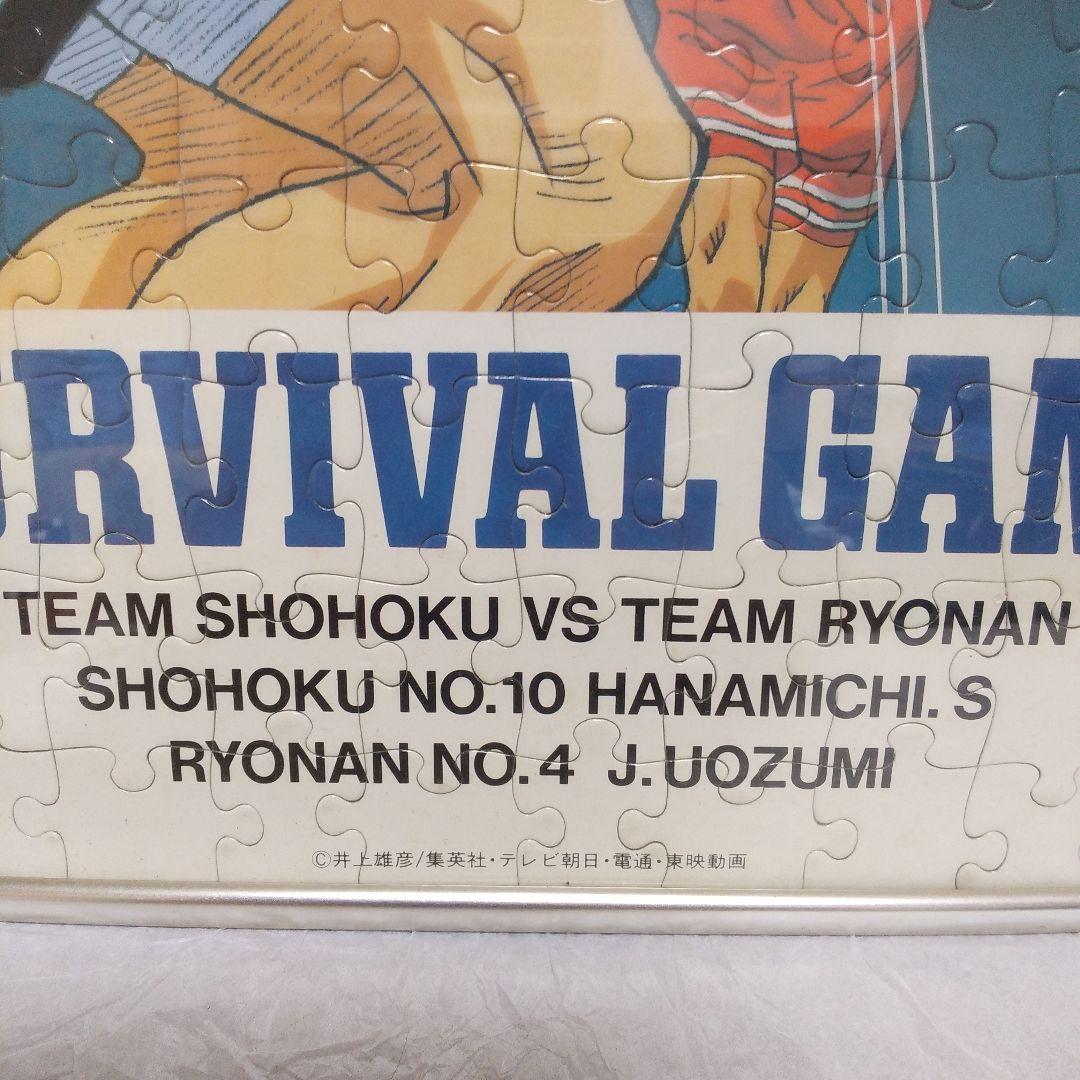 URVIVAL GAM
TEAM SHOHOKU VS TEAM RYONAN
SHOHOKU NO.10 HANAMICHI. S
RYONAN NO. 4 J.UOZUMI
©井上雄彦/集英社・テレビ朝日・電通・東映動画